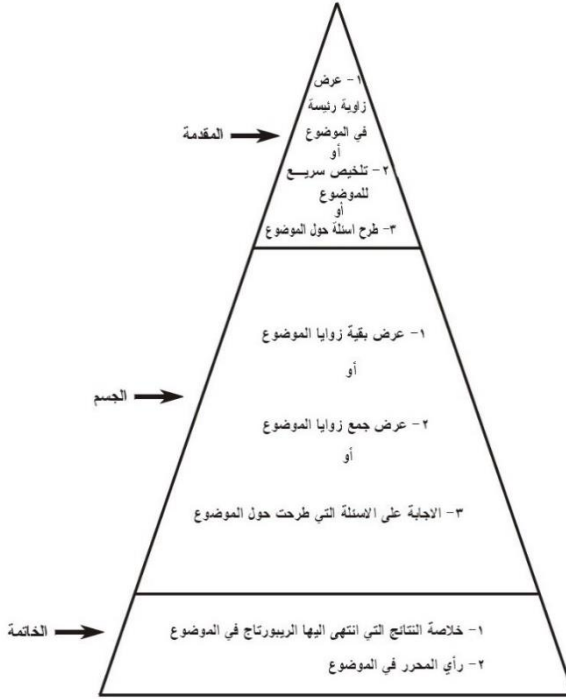 ١- عرض
زاوية رئيسة
في الموضوع
أو
٢- تلخيص سريـــع
للموضوع
أو
٣- طرح اسئلة حول الموضوع
المقدمة
١- عرض بقية زوايا الموضوع
أو
٢- عرض جمع زوايا الموضوع
أو
٣- الاجابة على الاسئلة التي طرحت حول الموضوع
الجسم
١- خلاصة النتائج التي انتهى اليها الريبورتاج في الموضوع
٢- رأي المحرر في الموضوع
الخاتمة